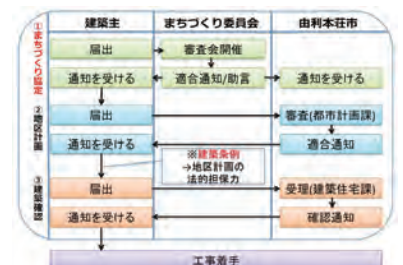 建築主 まちづくり委員会 由利本荘市
①まちづくり協定
届出 審査会開催
通知を受ける 適合通知/助言 通知を受ける
②地区計画
届出 審査(都市計画課)
通知を受ける 適合通知
※建築条例
→地区計画の
法的担保力
③建築確認
届出 受理(建築住宅課)
通知を受ける 確認通知
工事着手